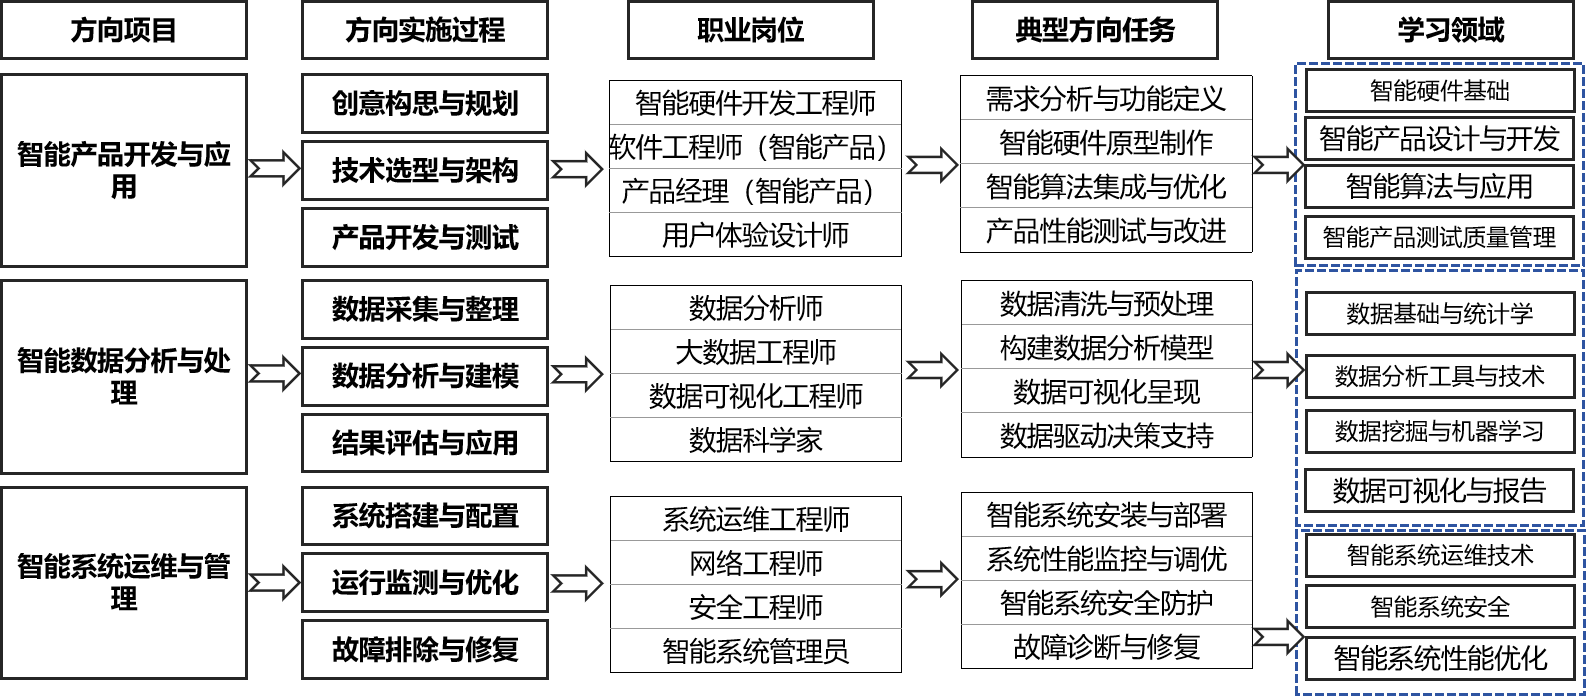 方向项目
方向实施过程
职业岗位
典型方向任务
学习领域
智能产品开发与应
用
创意构思与规划
技术选型与架构
产品开发与测试
智能硬件开发工程师
软件工程师（智能产品）
产品经理（智能产品）
用户体验设计师
需求分析与功能定义
智能硬件原型制作
智能算法集成与优化
产品性能测试与改进
智能硬件基础
智能产品设计与开发
智能算法与应用
智能产品测试质量管理
智能数据分析与处
理
数据采集与整理
数据分析与建模
结果评估与应用
数据分析师
大数据工程师
数据可视化工程师
数据科学家
数据清洗与预处理
构建数据分析模型
数据可视化呈现
数据驱动决策支持
数据基础与统计学
数据分析工具与技术
数据挖掘与机器学习
数据可视化与报告
智能系统运维与管
理
系统搭建与配置
运行监测与优化
故障排除与修复
系统运维工程师
网络工程师
安全工程师
智能系统管理员
智能系统安装与部署
系统性能监控与调优
智能系统安全防护
故障诊断与修复
智能系统运维技术
智能系统安全
智能系统性能优化